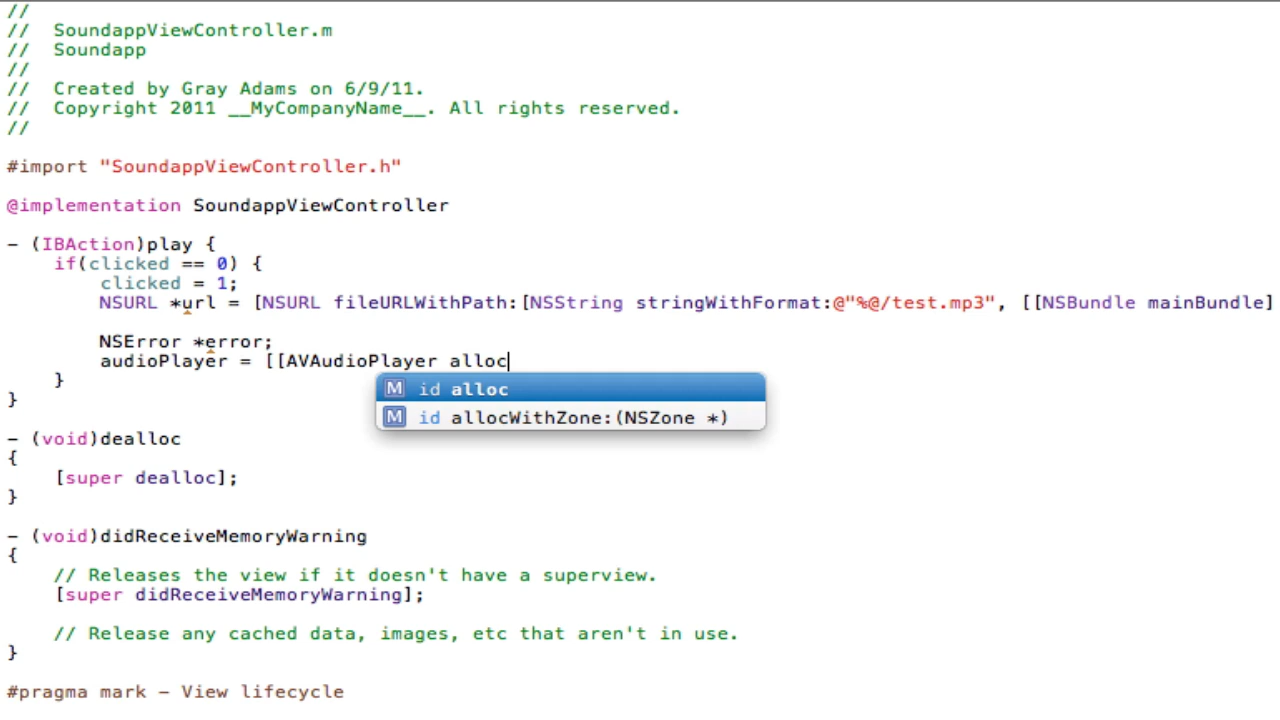 //
//  SoundappViewController.m
//  Soundapp
//
//  Created by Gray Adams on 6/9/11.
//  Copyright 2011 __MyCompanyName__. All rights reserved.
//
#import "SoundappViewController.h"
@implementation SoundappViewController
- (IBAction)play {
    if(clicked == 0) {
        clicked = 1;
        NSURL *url = [NSURL fileURLWithPath:[NSString stringWithFormat:@"%@/test.mp3", [[NSBundle mainBundle]
        NSError *error;
        audioPlayer = [[AVAudioPlayer alloc
M id alloc
    }
M id allocWithZone:(NSZone *)
}
- (void)dealloc
{
    [super dealloc];
}
- (void)didReceiveMemoryWarning
{
    // Releases the view if it doesn't have a superview.
    [super didReceiveMemoryWarning];
    // Release any cached data, images, etc that aren't in use.
}
#pragma mark - View lifecycle